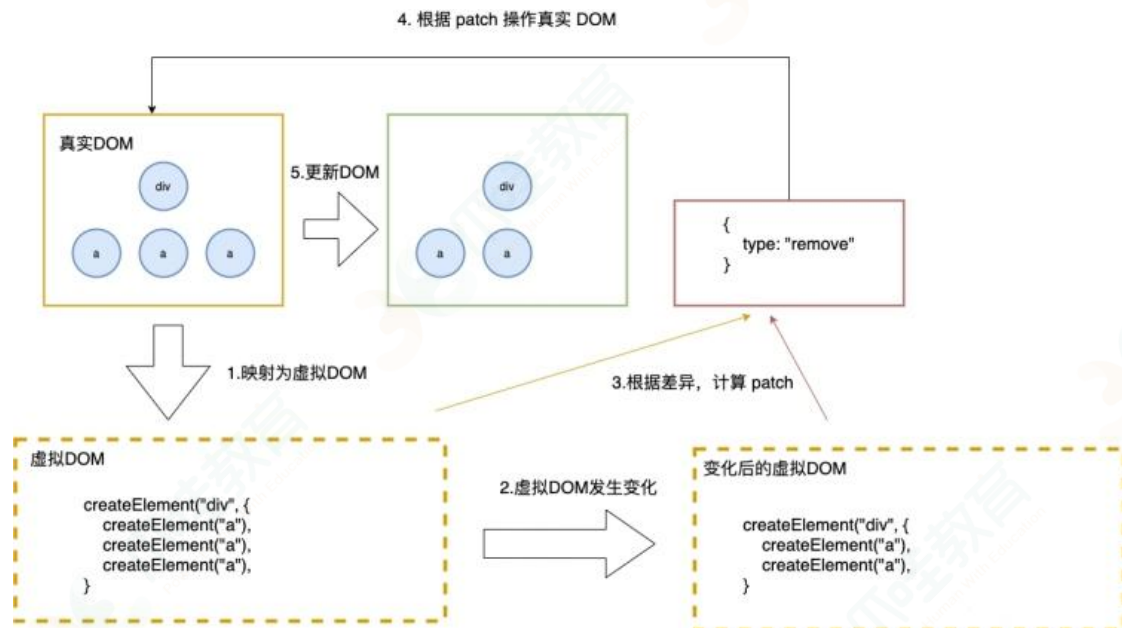 4. 根据 patch 操作真实 DOM
真实DOM
div
a
a
a
5.更新DOM
div
a
a
{
type: "remove"
}
1.映射为虚拟DOM
3.根据差异，计算 patch
虚拟DOM
createElement("div", {
createElement("a"),
createElement("a"),
createElement("a"),
}
2.虚拟DOM发生变化
变化后的虚拟DOM
createElement("div", {
createElement("a"),
createElement("a"),
}